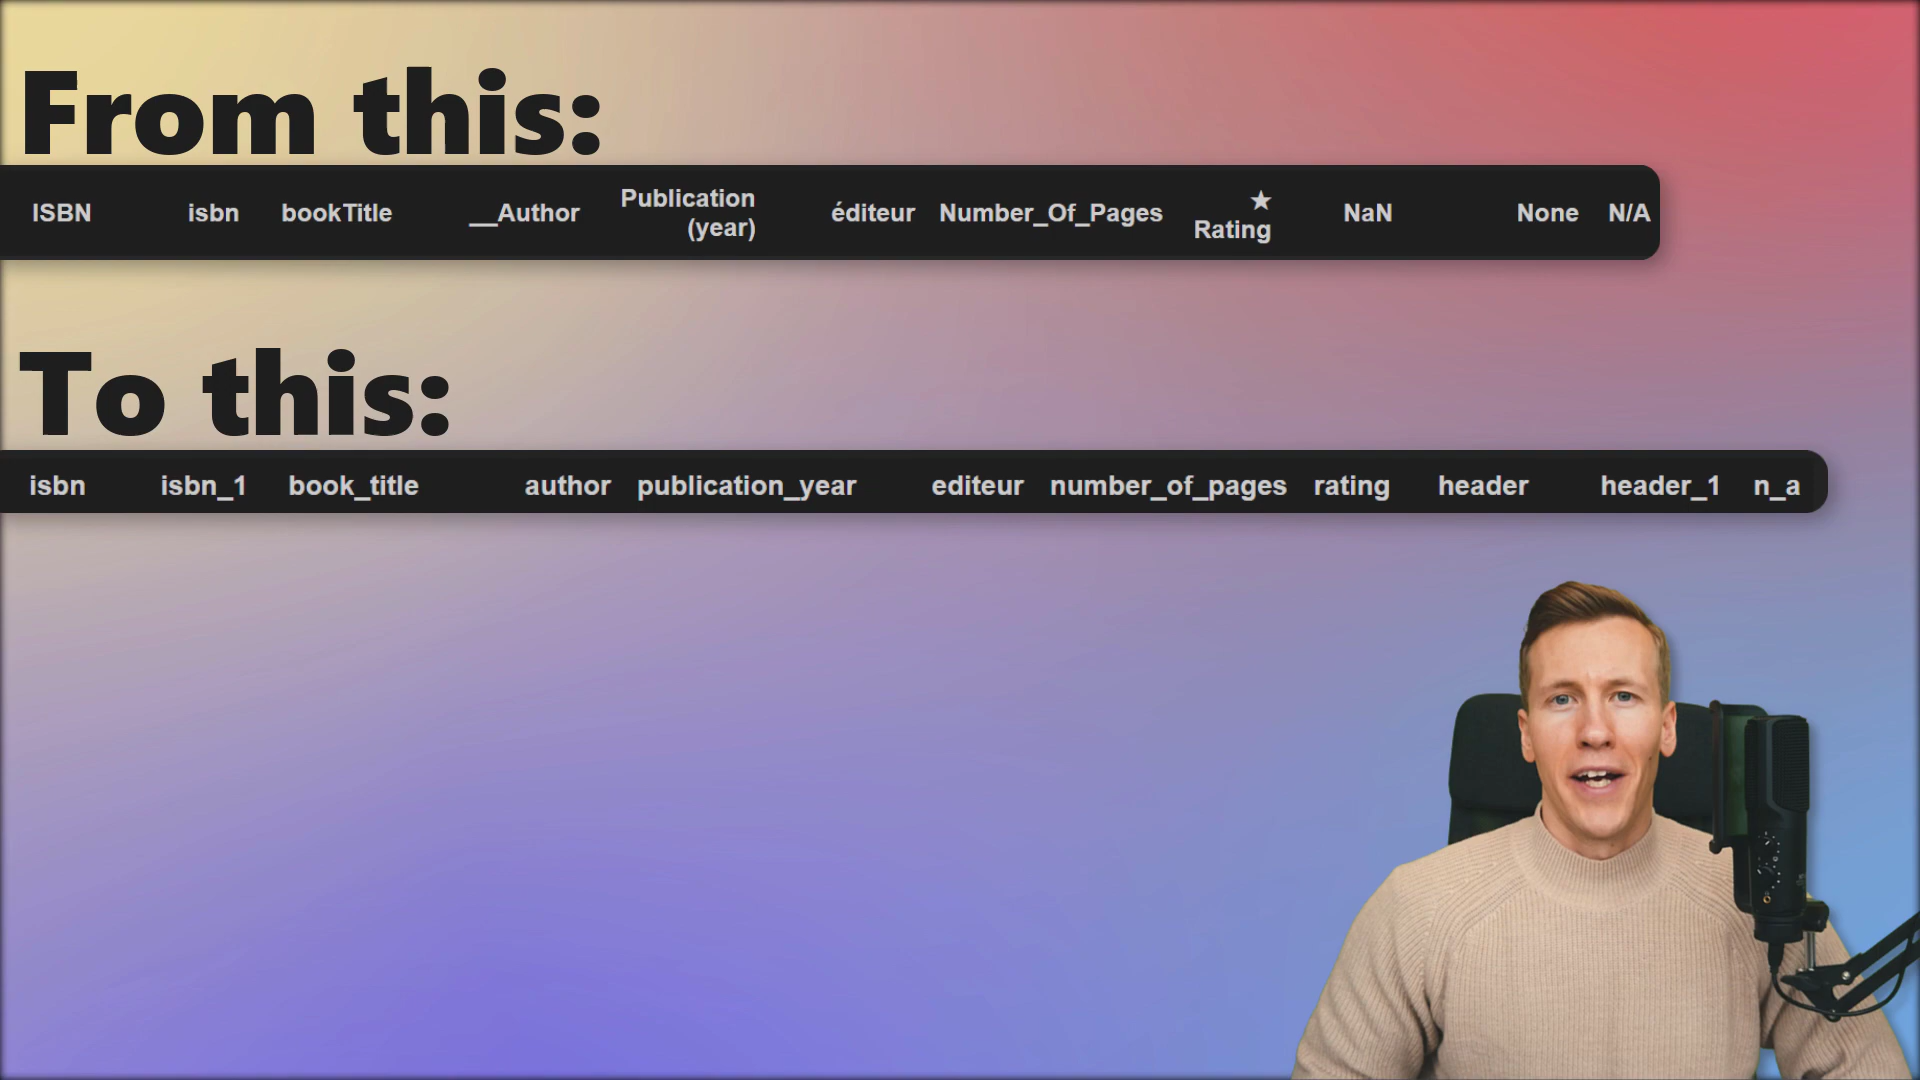 From this:
ISBN isbn bookTitle __Author Publication (year) éditeur Number_Of_Pages ★ Rating NaN None N/A
To this:
isbn isbn_1 book_title author publication_year editeur number_of_pages rating header header_1 n_a